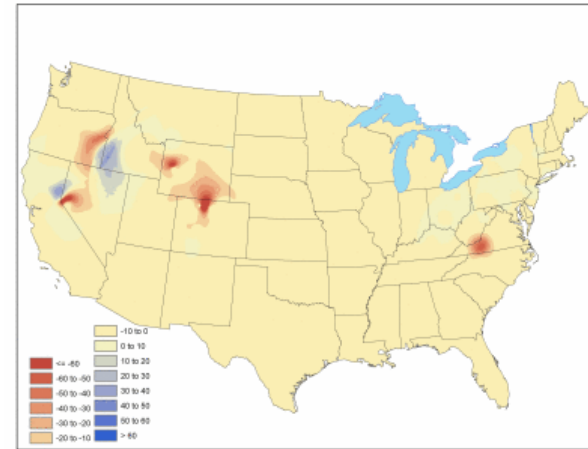 <= -60
-60 to -50
-50 to -40
-40 to -30
-30 to -20
-20 to -10
-10 to 0
0 to 10
10 to 20
20 to 30
30 to 40
40 to 50
50 to 60
> 60